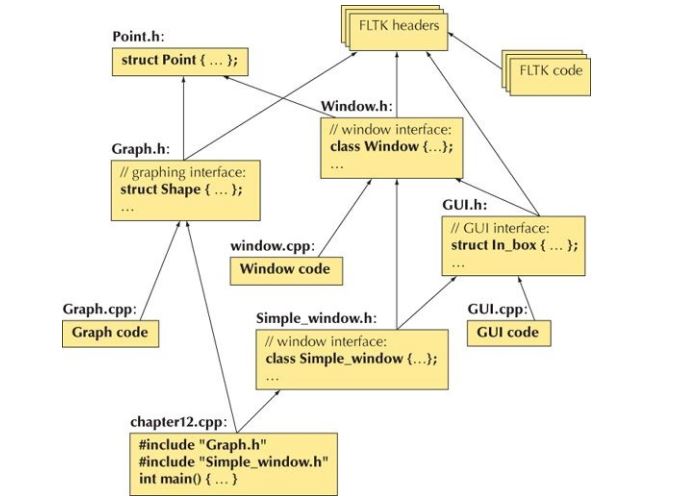 FLTK headers
Point.h:
struct Point { ... };
FLTK code
Window.h:
// window interface:
class Window {...};
...
Graph.h:
// graphing interface:
struct Shape { ... };
...
GUI.h:
// GUI interface:
struct In_box { ... };
...
window.cpp:
Window code
Graph.cpp:
Graph code
Simple_window.h:
// window interface:
class Simple_window {...};
...
GUI.cpp:
GUI code
chapter12.cpp:
#include "Graph.h"
#include "Simple_window.h"
int main() { ... }